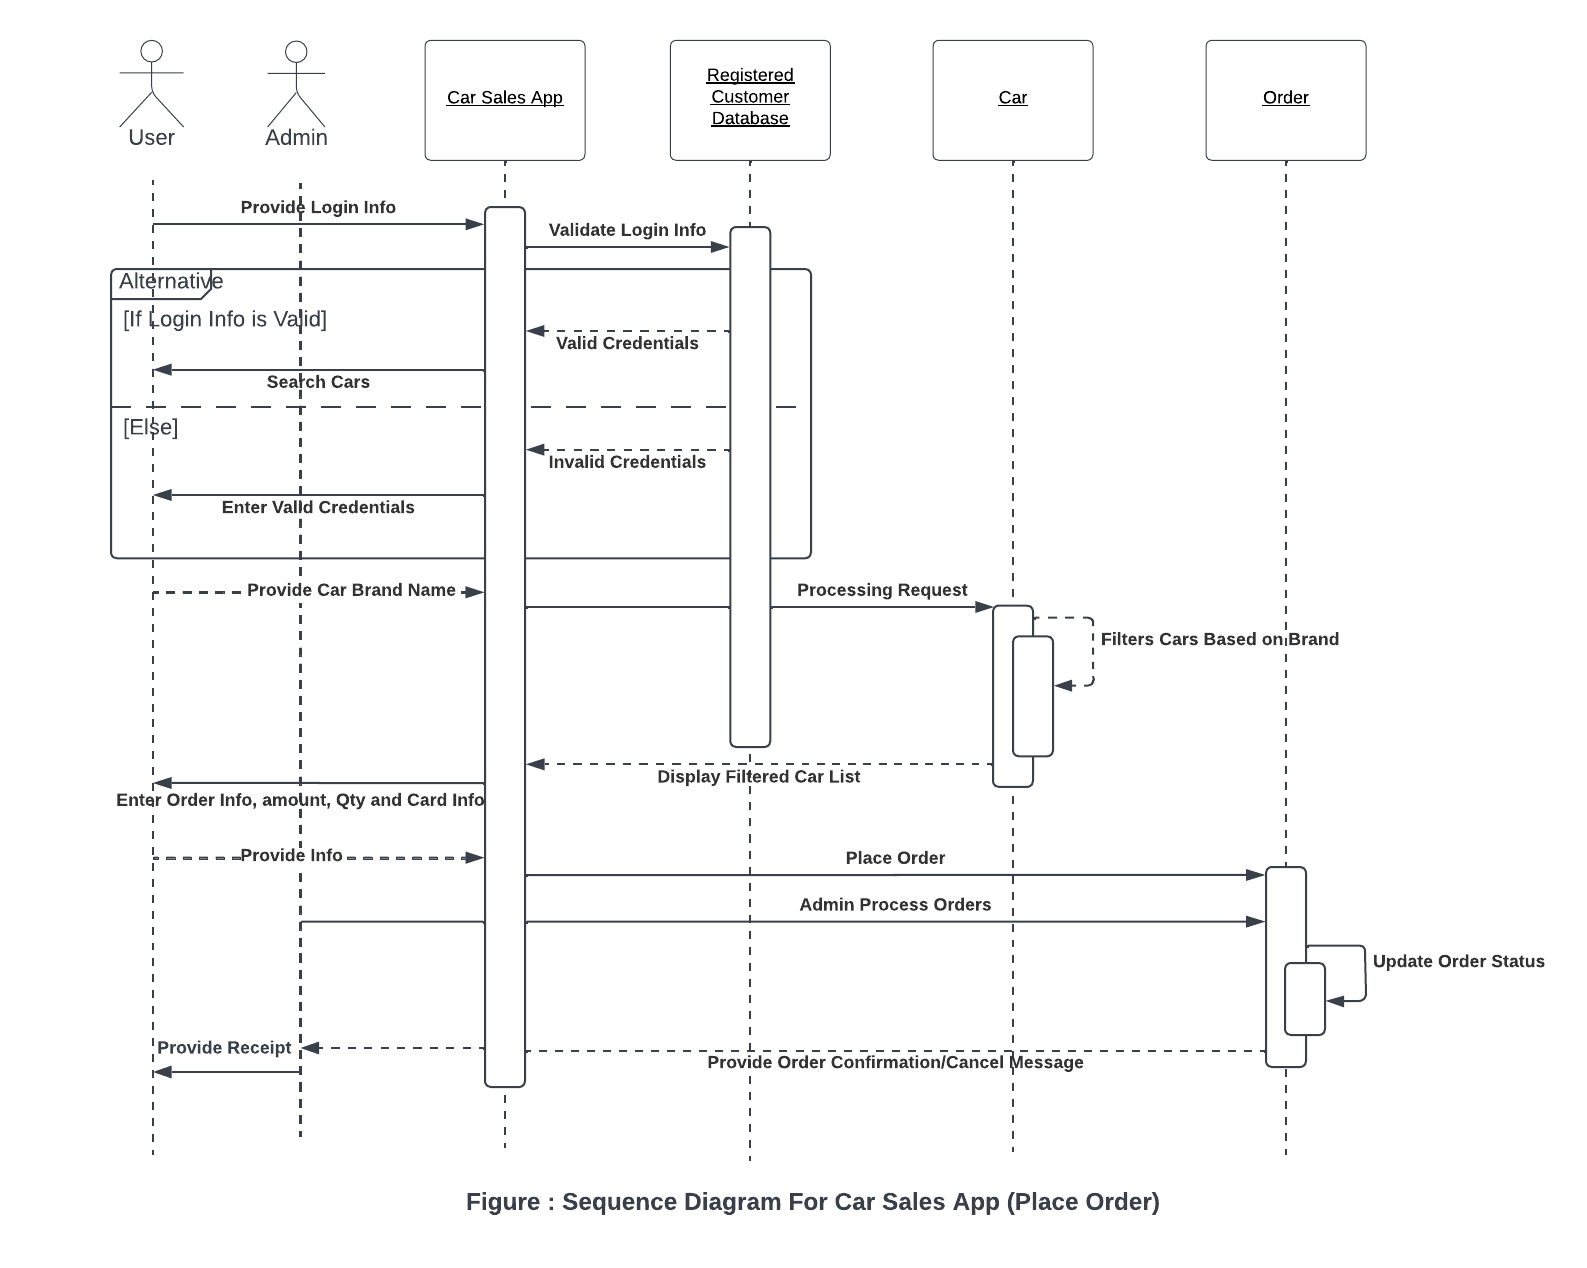 User
Admin
Car Sales App
Registered
Customer
Database
Car
Order
Provide Login Info
Validate Login Info
Alternative
[If Login Info is Valid]
Valid Credentials
Search Cars
[Else]
Invalid Credentials
Enter Valid Credentials
Provide Car Brand Name
Processing Request
Filters Cars Based on Brand
Display Filtered Car List
Enter Order Info, amount, Qty and Card Info
Provide Info
Place Order
Admin Process Orders
Update Order Status
Provide Receipt
Provide Order Confirmation/Cancel Message
Figure : Sequence Diagram For Car Sales App (Place Order)